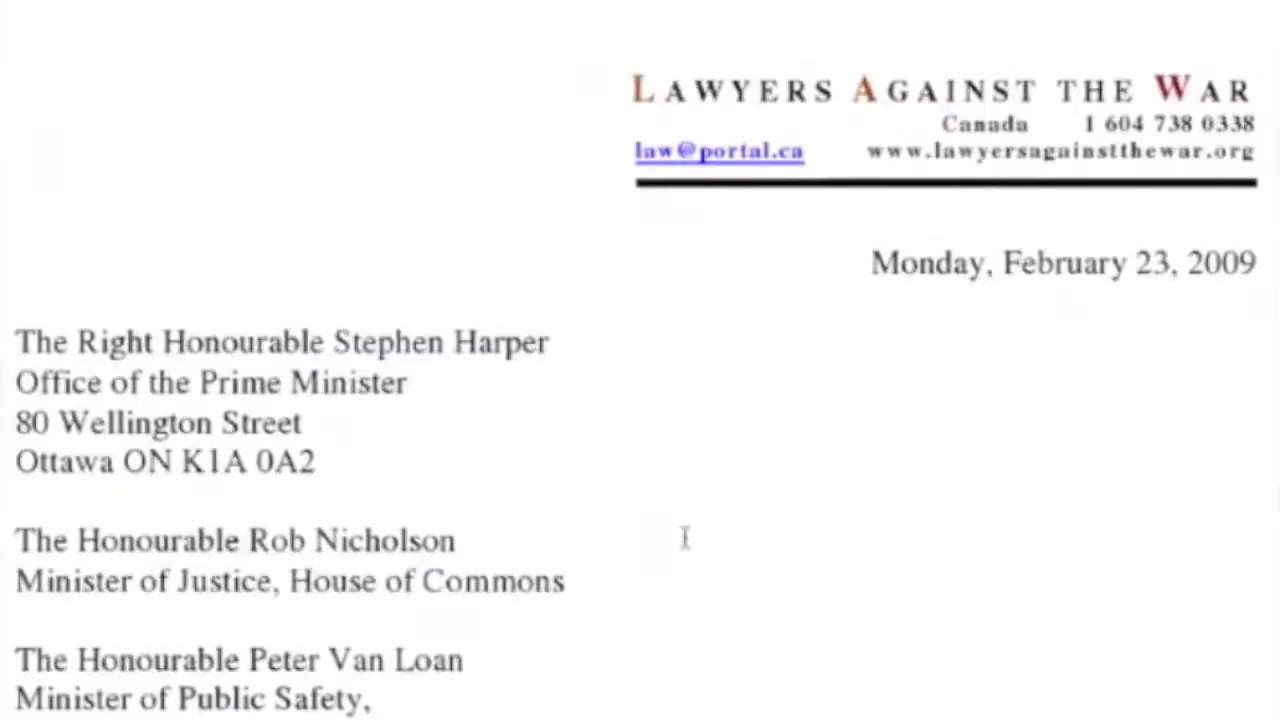 LAWYERS AGAINST THE WAR
Canada 1 604 738 0338
law@portal.ca www.lawyersagainstthewar.org
Monday, February 23, 2009
The Right Honourable Stephen Harper
Office of the Prime Minister
80 Wellington Street
Ottawa ON K1A 0A2
The Honourable Rob Nicholson
Minister of Justice, House of Commons
The Honourable Peter Van Loan
Minister of Public Safety,